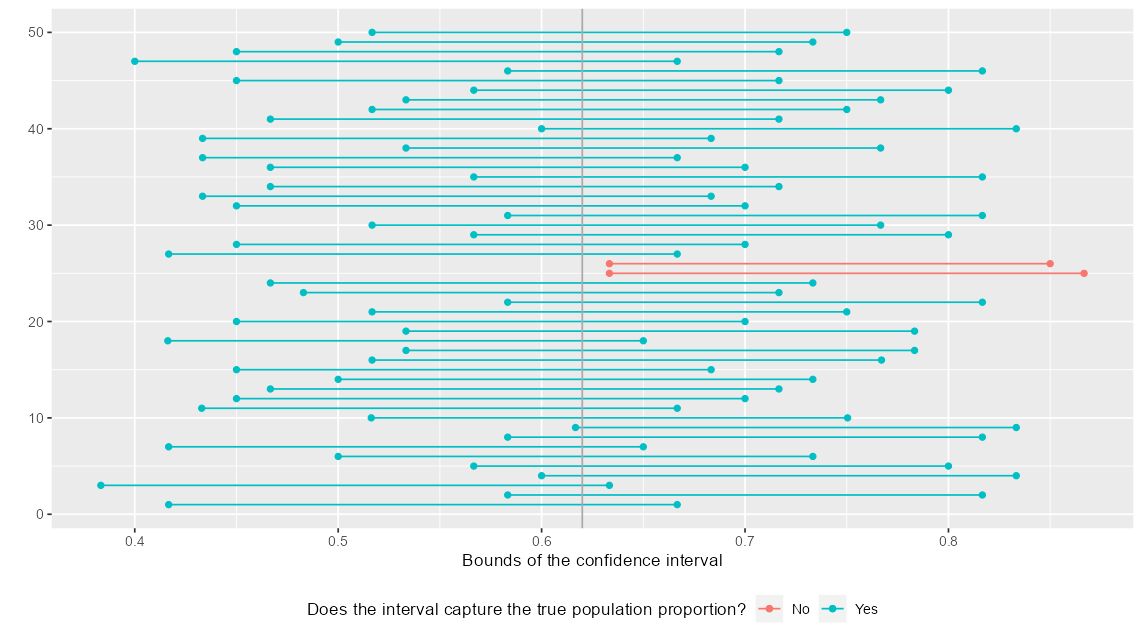 50
40
30
20
10
0
0.4 0.5 0.6 0.7 0.8
Bounds of the confidence interval
Does the interval capture the true population proportion? No Yes